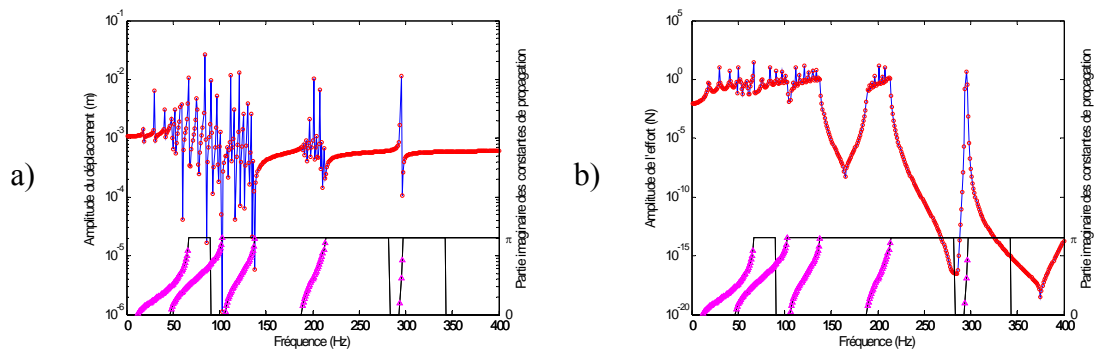 a)
Amplitude du déplacement (m)
10^-1
10^-2
10^-3
10^-4
10^-5
10^-6
0 50 100 150 200 250 300 350 400
Fréquence (Hz)
π
0
Partie imaginaire des constantes de propagation
b)
Amplitude de l'effort (N)
10^5
10^0
10^-5
10^-10
10^-15
10^-20
0 50 100 150 200 250 300 350 400
Fréquence (Hz)
π
0
Partie imaginaire des constantes de propagation